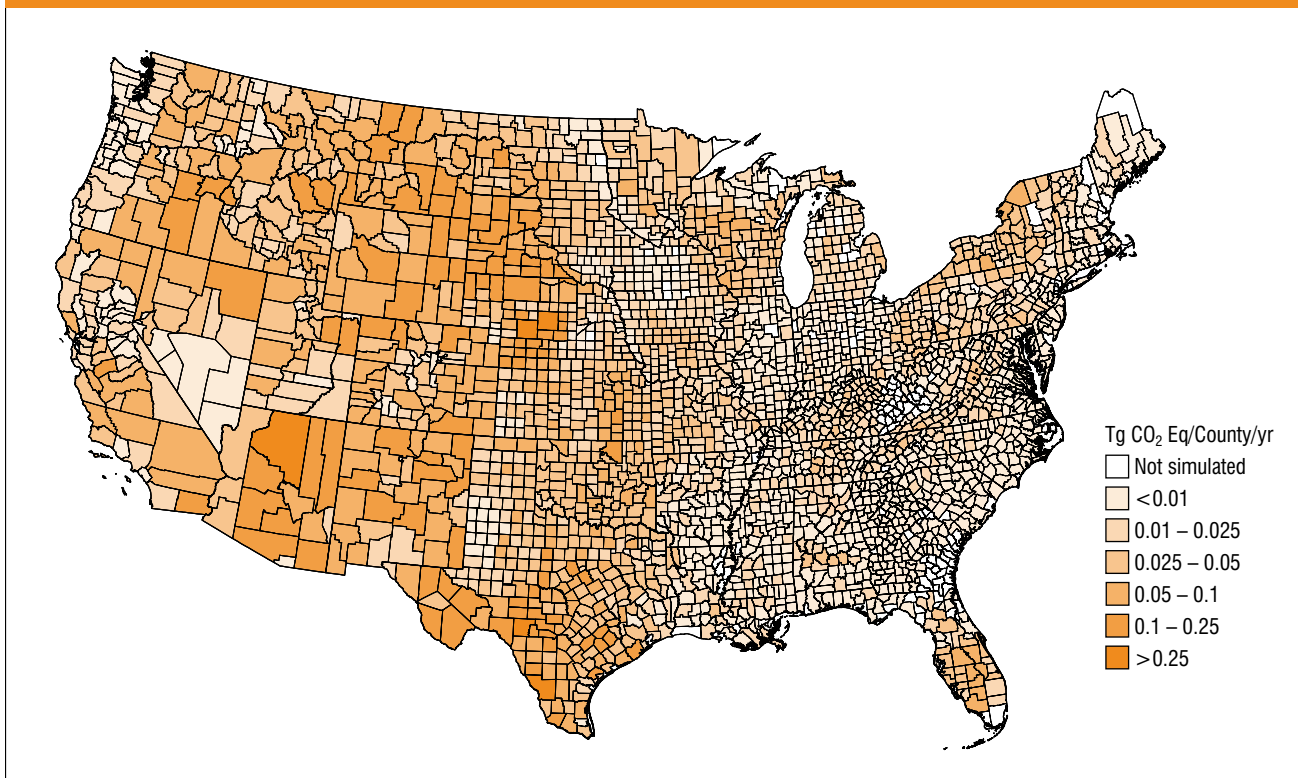 Tg CO₂ Eq/County/yr
Not simulated
<0.01
0.01 – 0.025
0.025 – 0.05
0.05 – 0.1
0.1 – 0.25
>0.25